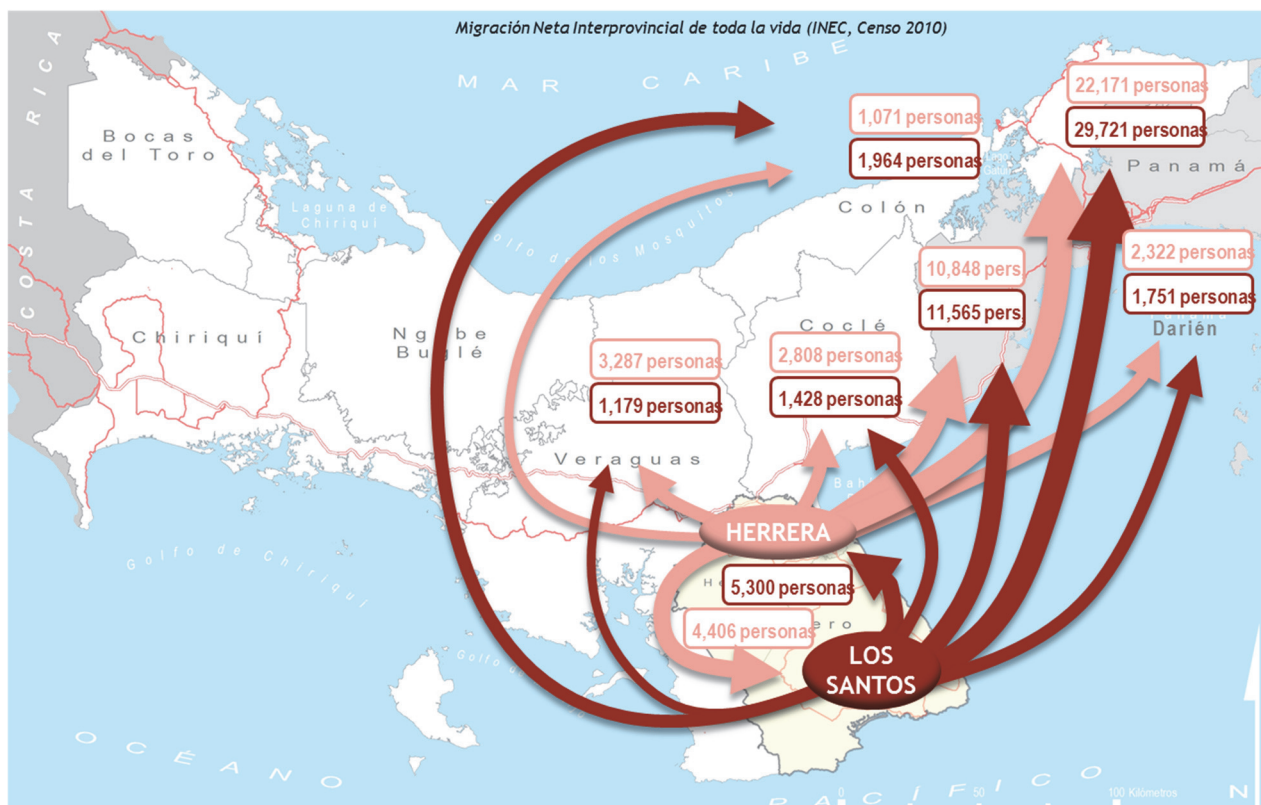 Migración Neta Interprovincial de toda la vida (INEC, Censo 2010)
COSTA RICA
MAR CARIBE
22,171 personas
29,721 personas
1,071 personas
1,964 personas
Bocas
del Toro
Panamá
Laguna de
Chiriquí
Golfo de los Mosquitos
Colón
10,848 pers.
11,565 pers.
2,322 personas
1,751 personas
Darién
Chiriquí
Ngäbe
Buglé
Coclé
3,287 personas
1,179 personas
2,808 personas
1,428 personas
Veraguas
HERRERA
5,300 personas
4,406 personas
LOS
SANTOS
Golfo de Chiriquí
OCÉANO
PACÍFICO
0 50 100 Kilómetros
N